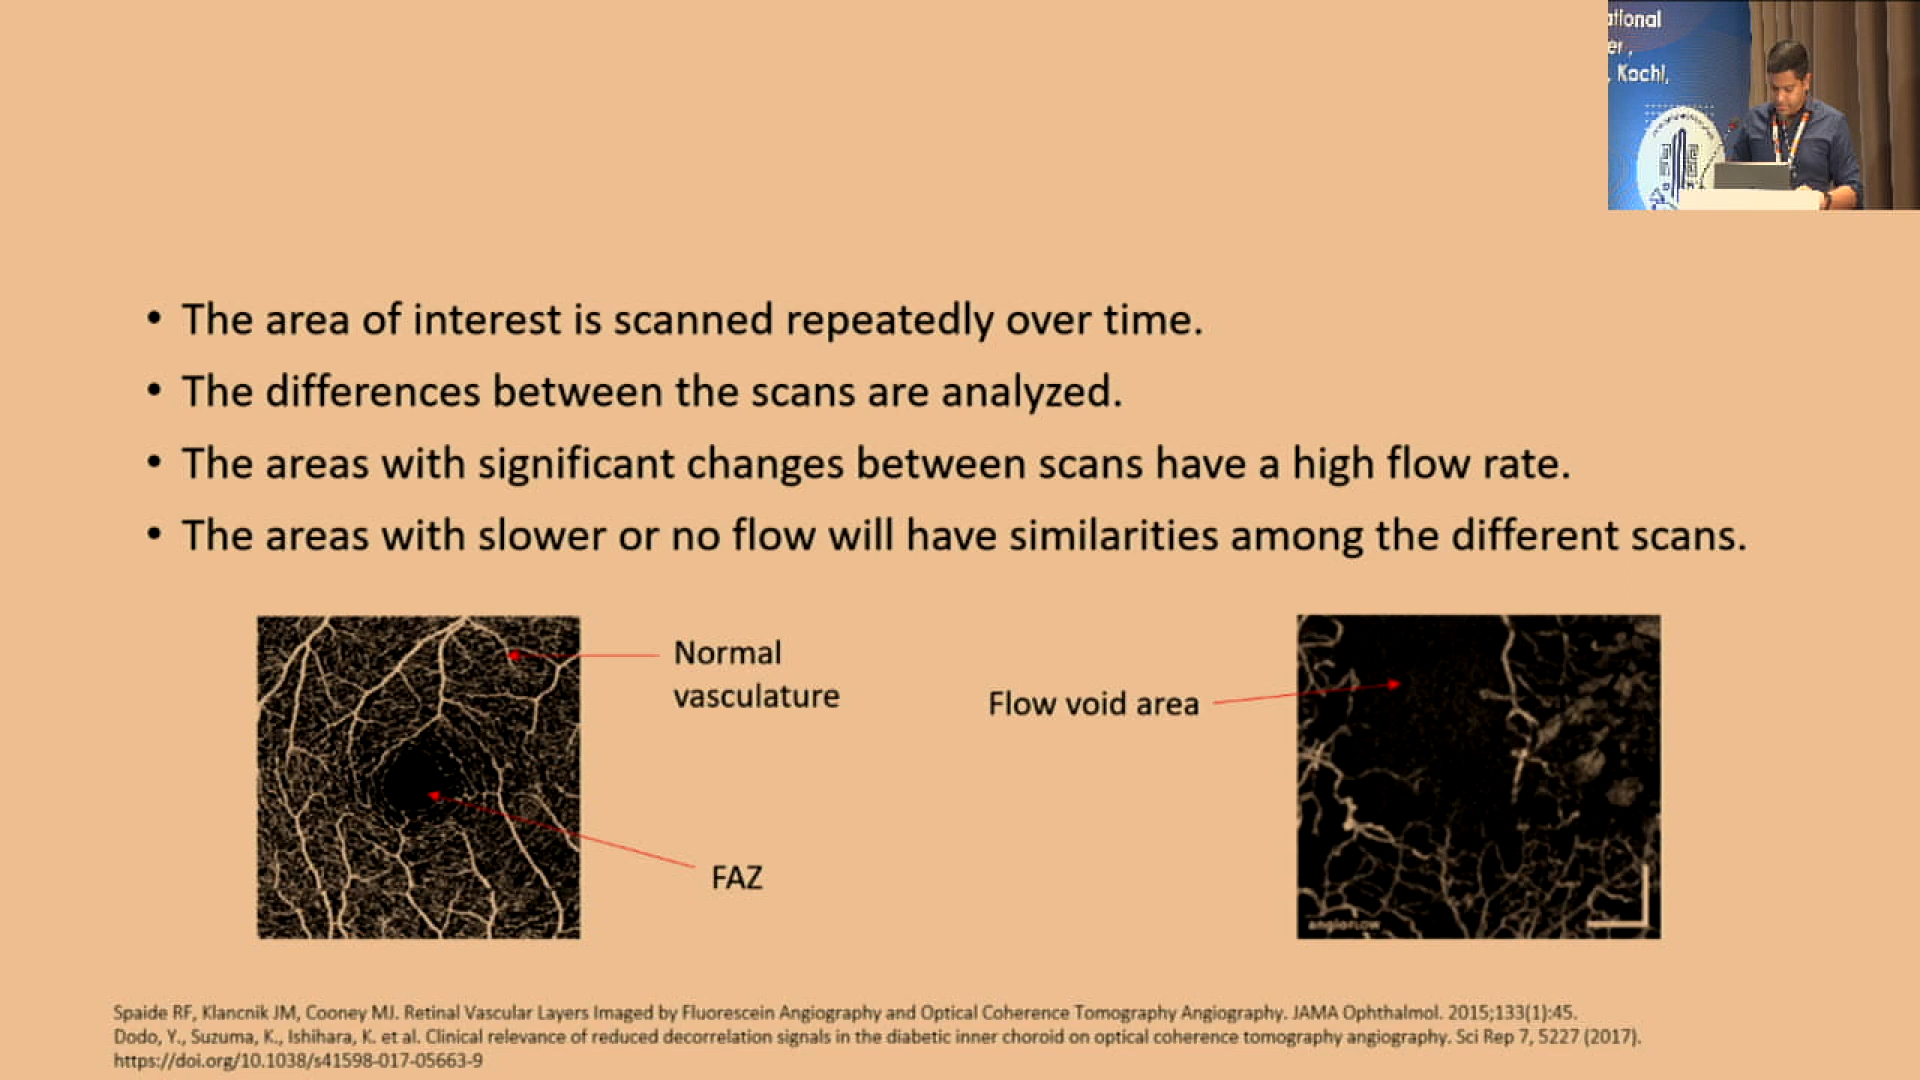 ational
er ,
. Kochi,
• The area of interest is scanned repeatedly over time.
• The differences between the scans are analyzed.
• The areas with significant changes between scans have a high flow rate.
• The areas with slower or no flow will have similarities among the different scans.
Normal
vasculature
Flow void area
FAZ
angioflow
Spaide RF, Klancnik JM, Cooney MJ. Retinal Vascular Layers Imaged by Fluorescein Angiography and Optical Coherence Tomography Angiography. JAMA Ophthalmol. 2015;133(1):45.
Dodo, Y., Suzuma, K., Ishihara, K. et al. Clinical relevance of reduced decorrelation signals in the diabetic inner choroid on optical coherence tomography angiography. Sci Rep 7, 5227 (2017).
https://doi.org/10.1038/s41598-017-05663-9